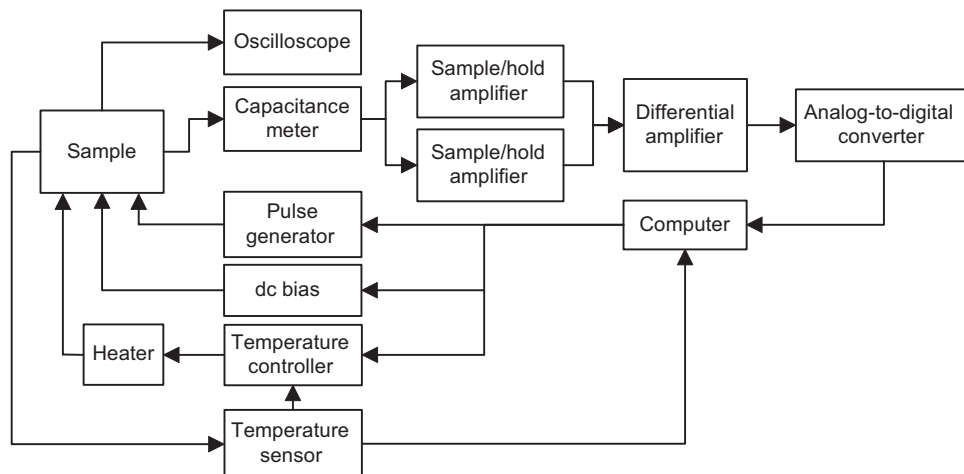 Oscilloscope
Capacitance
meter
Sample/hold
amplifier
Sample/hold
amplifier
Differential
amplifier
Analog-to-digital
converter
Sample
Pulse
generator
Computer
dc bias
Heater
Temperature
controller
Temperature
sensor